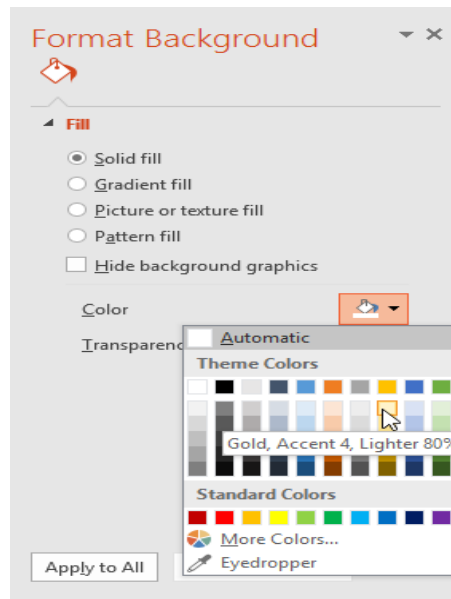 Format Background
Fill
Solid fill
Gradient fill
Picture or texture fill
Pattern fill
Hide background graphics
Color
Automatic
Theme Colors
Gold, Accent 4, Lighter 80%
Standard Colors
More Colors...
Eyedropper
Apply to All